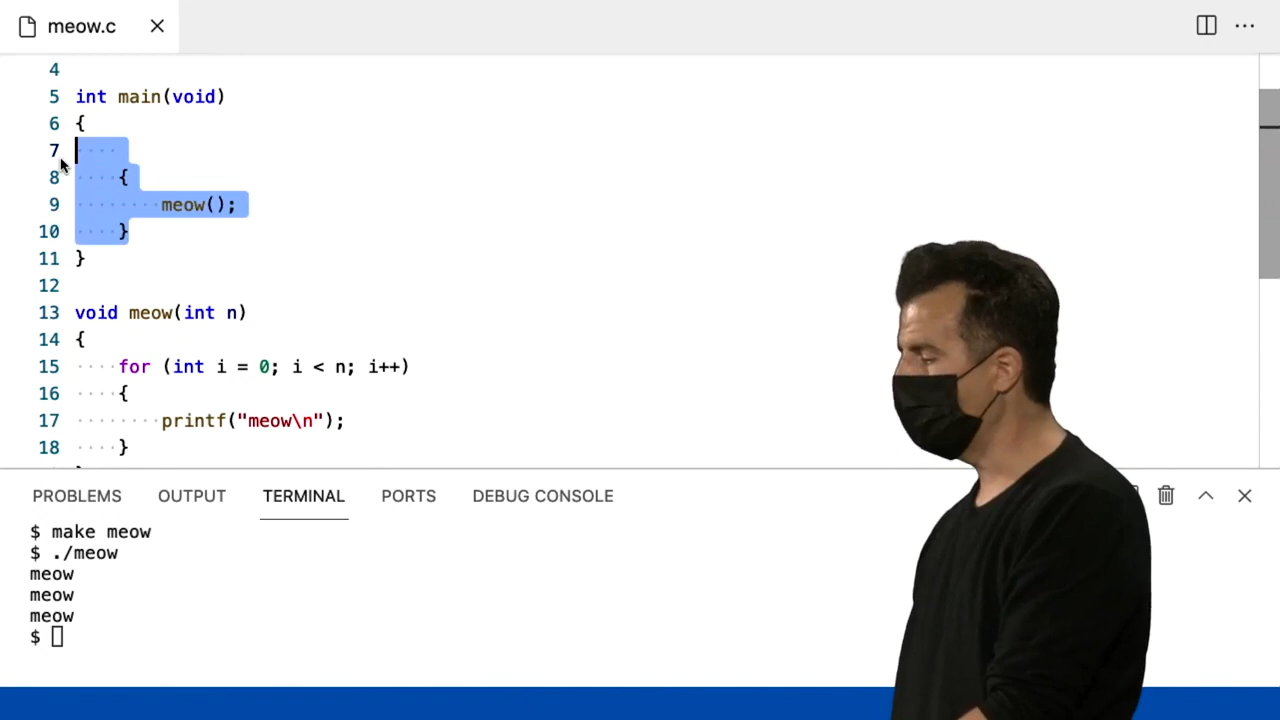 meow.c
4
5 int main(void)
6 {
7
8 {
9 meow();
10 }
11 }
12
13 void meow(int n)
14 {
15 for (int i = 0; i < n; i++)
16 {
17 printf("meow\n");
18 }
PROBLEMS OUTPUT TERMINAL PORTS DEBUG CONSOLE
$ make meow
$ ./meow
meow
meow
meow
$